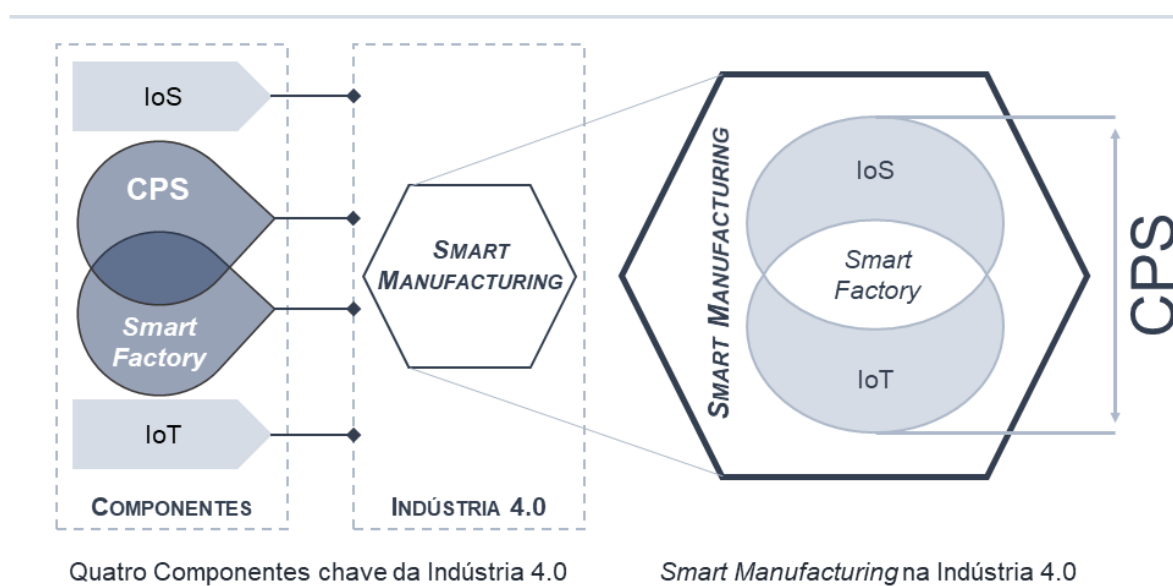 IoS
CPS
Smart
Factory
IoT
COMPONENTES
SMART
MANUFACTURING
INDÚSTRIA 4.0
Quatro Componentes chave da Indústria 4.0
SMART MANUFACTURING
IoS
Smart
Factory
IoT
CPS
Smart Manufacturing na Indústria 4.0